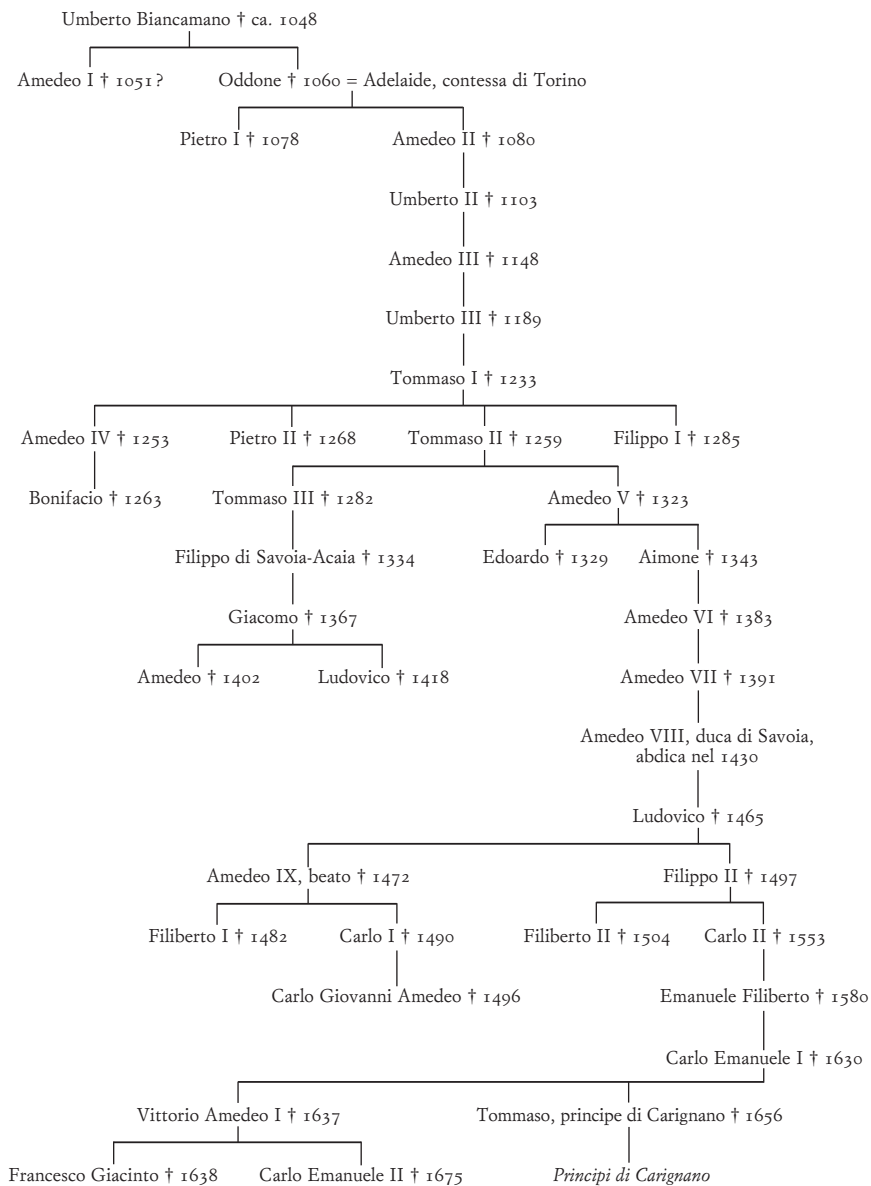 Umberto Biancamano † ca. 1048
Amedeo I † 1051? Oddone † 1060 = Adelaide, contessa di Torino
Pietro I † 1078 Amedeo II † 1080
Umberto II † 1103
Amedeo III † 1148
Umberto III † 1189
Tommaso I † 1233
Amedeo IV † 1253 Pietro II † 1268 Tommaso II † 1259 Filippo I † 1285
Bonifacio † 1263 Tommaso III † 1282 Amedeo V † 1323
Filippo di Savoia-Acaia † 1334 Edoardo † 1329 Aimone † 1343
Giacomo † 1367 Amedeo VI † 1383
Amedeo † 1402 Ludovico † 1418 Amedeo VII † 1391
Amedeo VIII, duca di Savoia,
abdica nel 1430
Ludovico † 1465
Amedeo IX, beato † 1472 Filippo II † 1497
Filiberto I † 1482 Carlo I † 1490 Filiberto II † 1504 Carlo II † 1553
Carlo Giovanni Amedeo † 1496 Emanuele Filiberto † 1580
Carlo Emanuele I † 1630
Vittorio Amedeo I † 1637 Tommaso, principe di Carignano † 1656
Francesco Giacinto † 1638 Carlo Emanuele II † 1675 Principi di Carignano